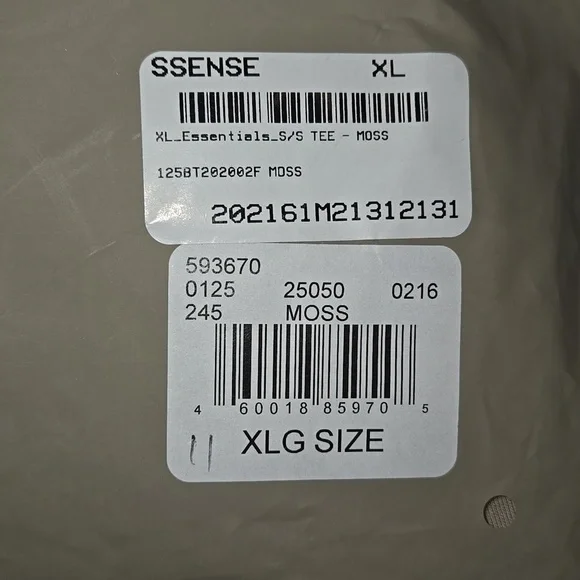 SSENSE XL
XL_Essentials_S/S TEE - MOSS
125BT202002F MOSS
202161M21312131
593670
0125 25050 0216
245 MOSS
4 60018 85970 5
11 XLG SIZE